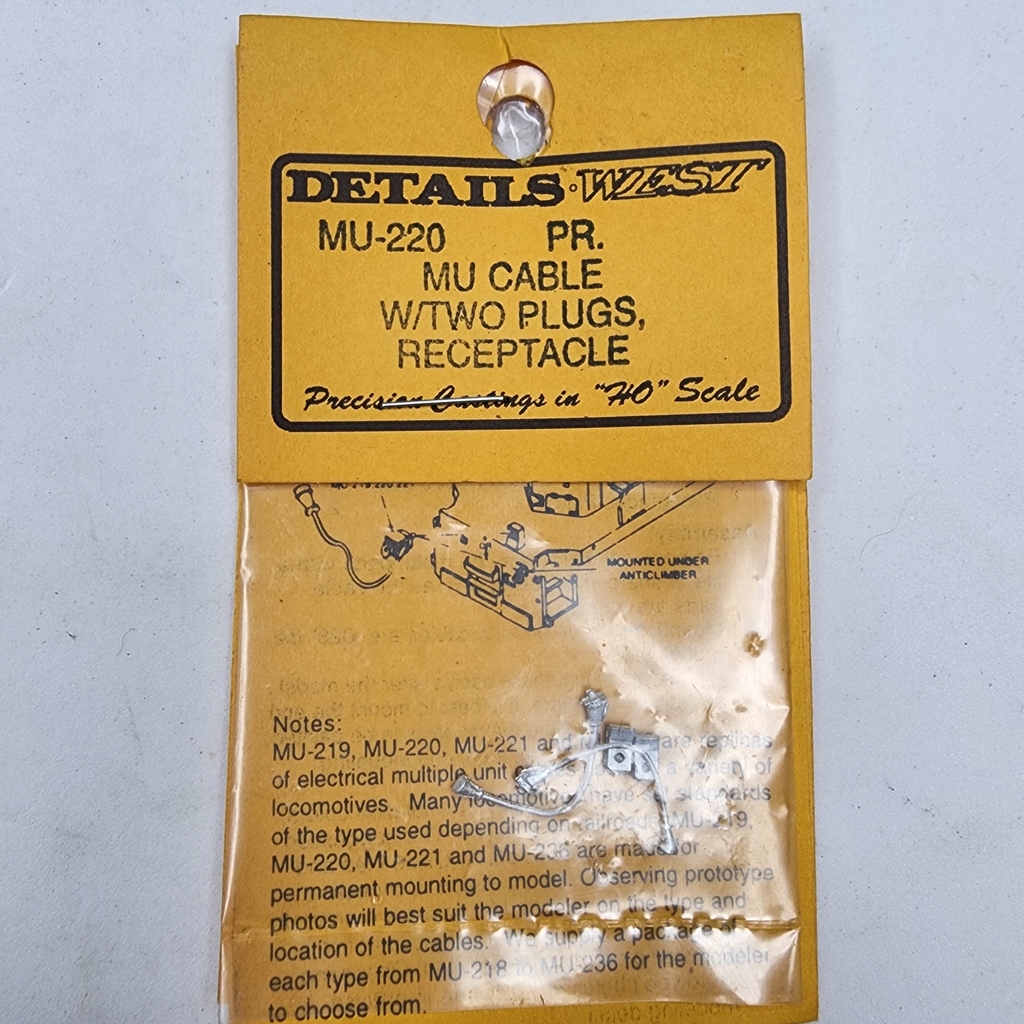 DETAILS·WEST
MU-220 PR.
MU CABLE
W/TWO PLUGS,
RECEPTACLE
Precision Castings in "HO" Scale
MOUNTED UNDER
ANTICLIMBER
Notes:
MU-219, MU-220, MU-221 and are replicas
of electrical multiple unit a variety of
locomotives. Many locomotives have set standards
of the type used depending on railroads. MU-219,
MU-220, MU-221 and MU-236 are made for
permanent mounting to model. Observing prototype
photos will best suit the modeler on the type and
location of the cables. We supply a package of
each type from MU-218 to MU-236 for the modeler
to choose from.